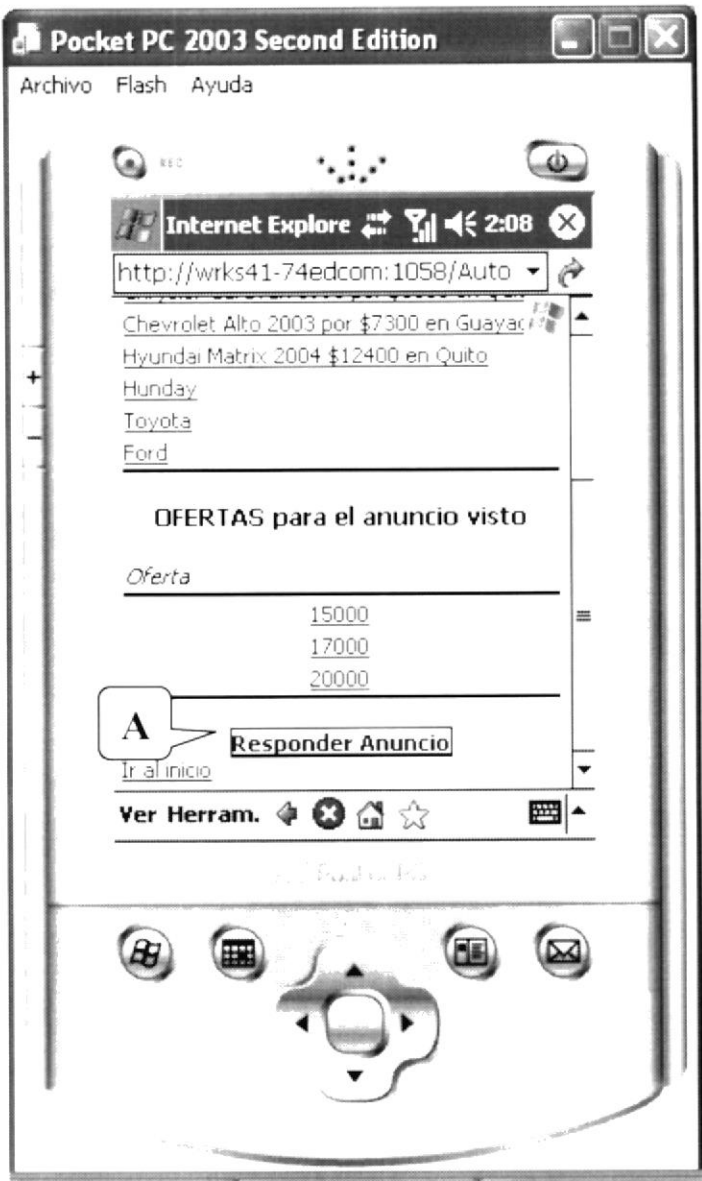 Pocket PC 2003 Second Edition
Archivo Flash Ayuda
REC
Internet Explore 2:08
http://wrks41-74edcom:1058/Auto
Chevrolet Alto 2003 por $7300 en Guayaq
Hyundai Matrix 2004 $12400 en Quito
Hunday
Toyota
Ford
OFERTAS para el anuncio visto
Oferta
15000
17000
20000
A
Responder Anuncio
Ir al inicio
Ver Herram.